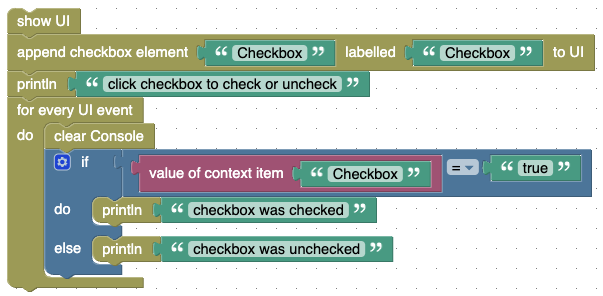 show UI
append checkbox element “ Checkbox ” labelled “ Checkbox ” to UI
println “ click checkbox to check or uncheck ”
for every UI event
do clear Console
if value of context item “ Checkbox ” = “ true ”
do println “ checkbox was checked ”
else println “ checkbox was unchecked ”